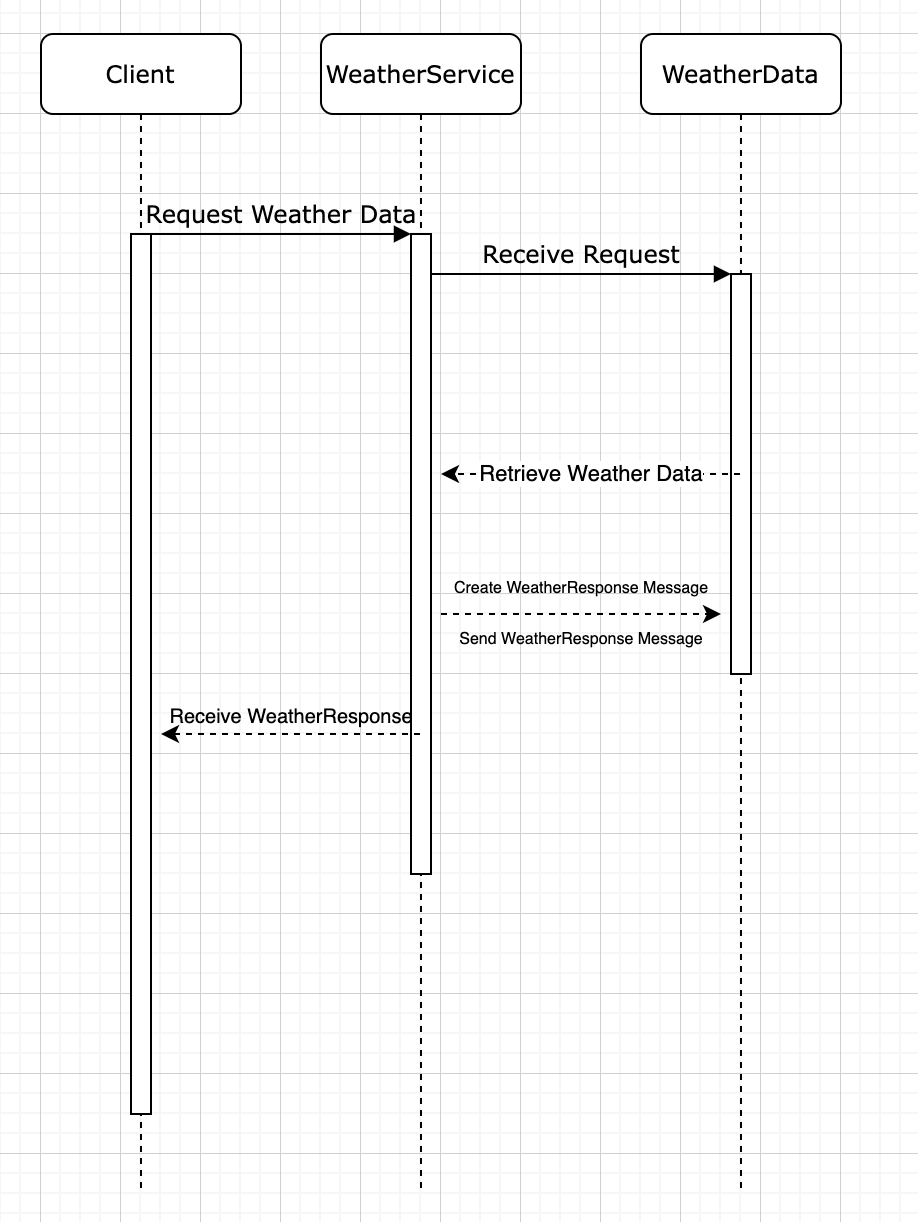 Client
WeatherService
WeatherData
Request Weather Data
Receive Request
Retrieve Weather Data
Create WeatherResponse Message
Send WeatherResponse Message
Receive WeatherResponse